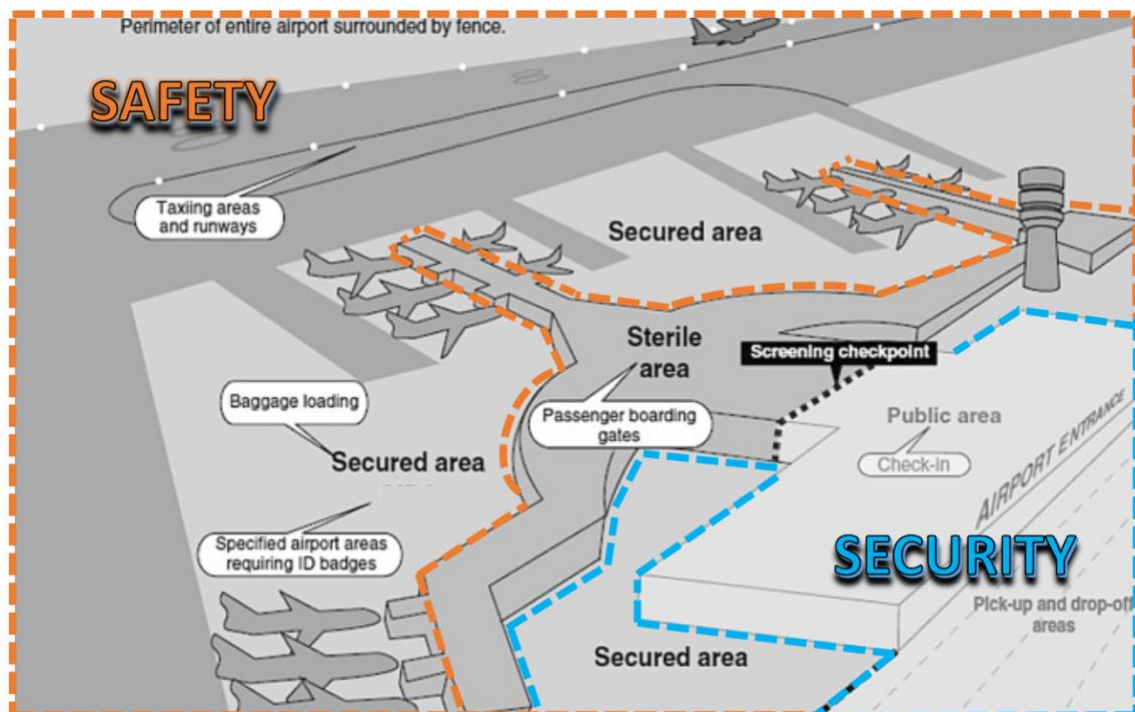 Perimeter of entire airport surrounded by fence.
SAFETY
Taxiing areas
and runways
Secured area
Sterile
area
Screening checkpoint
Baggage loading
Passenger boarding
gates
Public area
Check-in
AIRPORT ENTRANCE
Secured area
Specified airport areas
requiring ID badges
SECURITY
Pick-up and drop-off
areas
Secured area